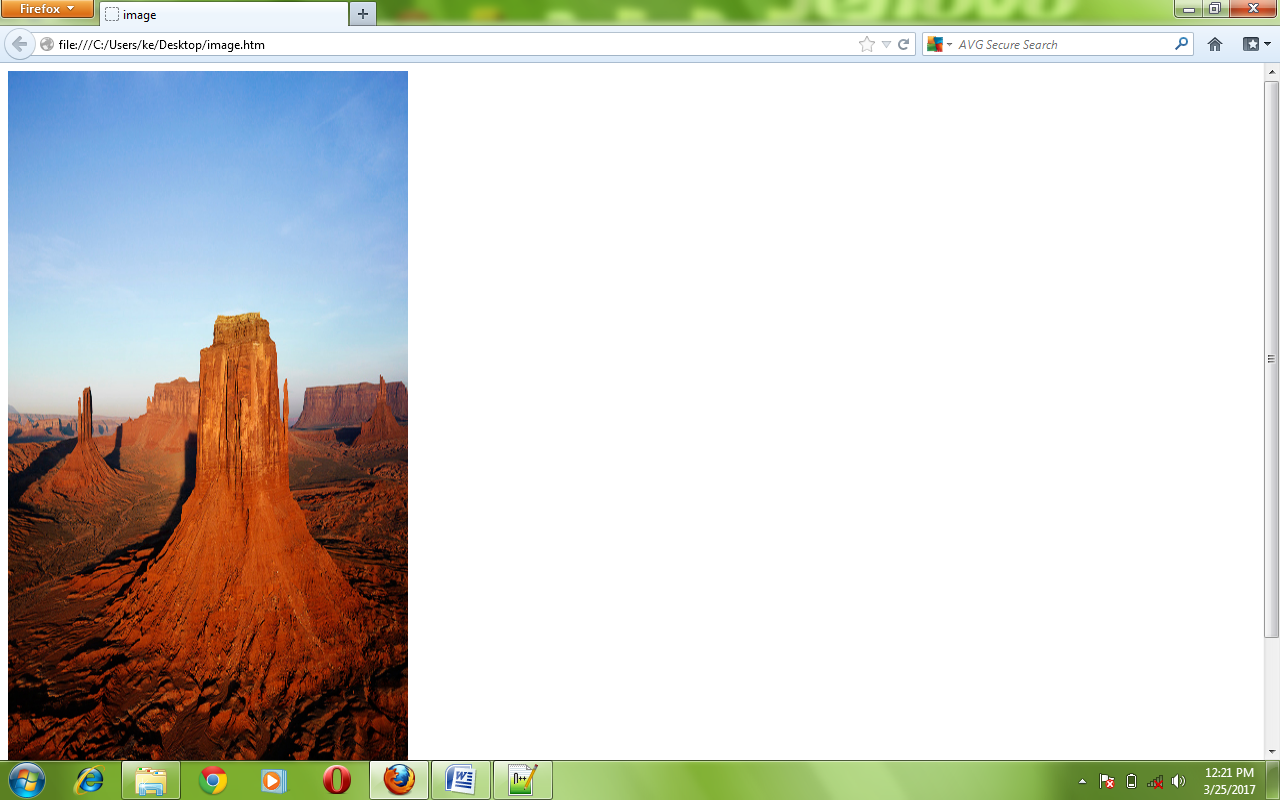 Firefox
image
file:///C:/Users/ke/Desktop/image.htm
AVG Secure Search
12:21 PM
3/25/2017